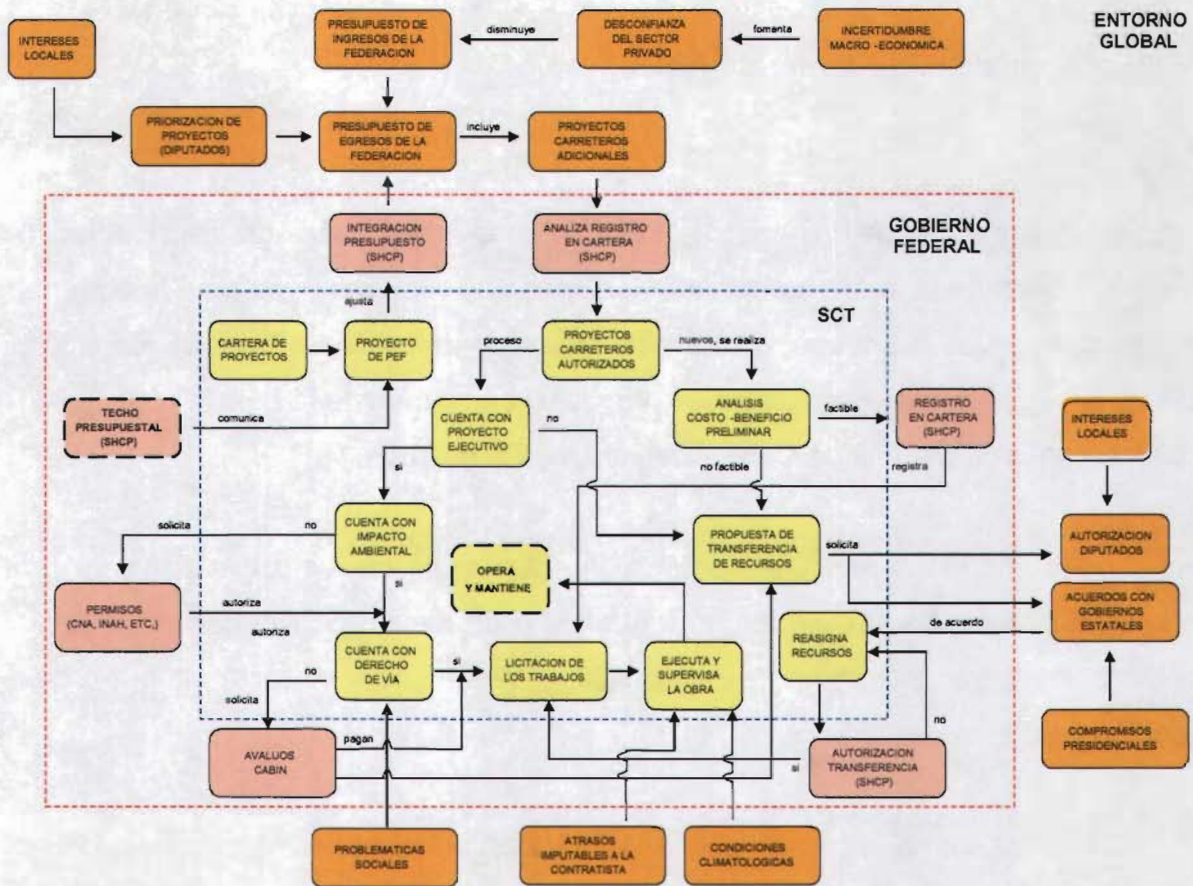 ENTORNO
GLOBAL
INTERESES
LOCALES
PRESUPUESTO DE
INGRESOS DE LA
FEDERACION
disminuye
DESCONFIANZA
DEL SECTOR
PRIVADO
fomenta
INCERTIDUMBRE
MACRO -ECONOMICA
PRIORIZACION DE
PROYECTOS
(DIPUTADOS)
PRESUPUESTO DE
EGRESOS DE LA
FEDERACION
incluye
PROYECTOS
CARRETEROS
ADICIONALES
GOBIERNO
FEDERAL
INTEGRACION
PRESUPUESTO
(SHCP)
ANALIZA REGISTRO
EN CARTERA
(SHCP)
ajusta
SCT
CARTERA DE
PROYECTOS
PROYECTO
DE PEF
proceso
PROYECTOS
CARRETEROS
AUTORIZADOS
nuevos, se realiza
TECHO
PRESUPUESTAL
(SHCP)
comunica
CUENTA CON
PROYECTO
EJECUTIVO
no
ANALISIS
COSTO -BENEFICIO
PRELIMINAR
factible
REGISTRO
EN CARTERA
(SHCP)
INTERESES
LOCALES
si
no factible
registra
solicita
no
CUENTA CON
IMPACTO
AMBIENTAL
PROPUESTA DE
TRANSFERENCIA
DE RECURSOS
solicita
AUTORIZACION
DIPUTADOS
OPERA
Y MANTIENE
si
PERMISOS
(CNA, INAH, ETC,)
autoriza
autoriza
ACUERDOS CON
GOBIERNOS
ESTATALES
de acuerdo
REASIGNA
RECURSOS
CUENTA CON
DERECHO
DE VÍA
no
si
LICITACION DE
LOS TRABAJOS
EJECUTA Y
SUPERVISA
LA OBRA
solicita
no
COMPROMISOS
PRESIDENCIALES
AVALUOS
CABIN
pagan
si
AUTORIZACION
TRANSFERENCIA
(SHCP)
PROBLEMATICAS
SOCIALES
ATRASOS
IMPUTABLES A LA
CONTRATISTA
CONDICIONES
CLIMATOLOGICAS